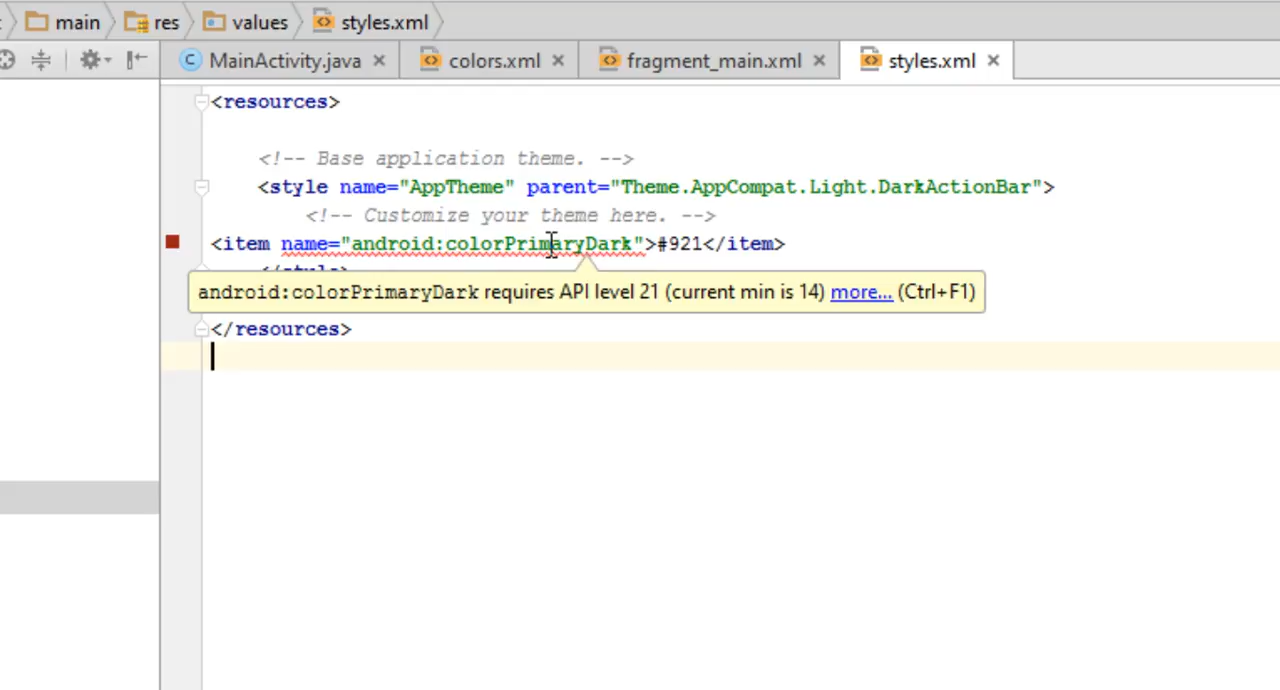 main res values styles.xml
MainActivity.java colors.xml fragment_main.xml styles.xml
<resources>
<!-- Base application theme. -->
<style name="AppTheme" parent="Theme.AppCompat.Light.DarkActionBar">
<!-- Customize your theme here. -->
<item name="android:colorPrimaryDark">#921</item>
</style>
android:colorPrimaryDark requires API level 21 (current min is 14) more... (Ctrl+F1)
</resources>